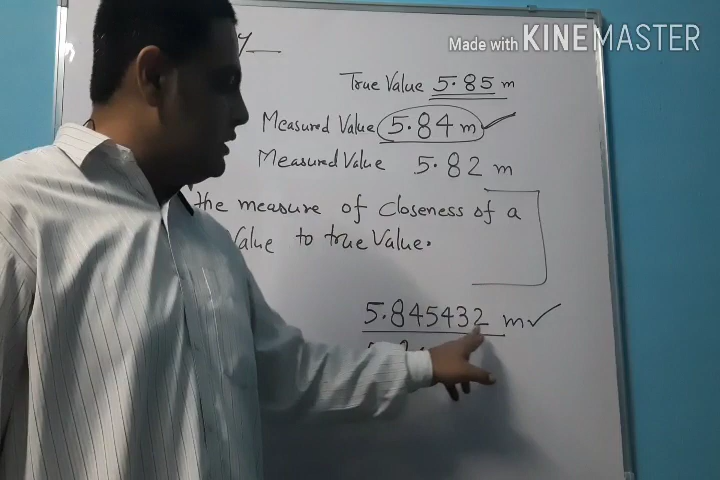 Made with KINEMASTER
True Value 5.85 m
Measured Value 5.84 m
Measured Value 5.82 m
the measure of closeness of a
Value to true Value.
5.845432 m